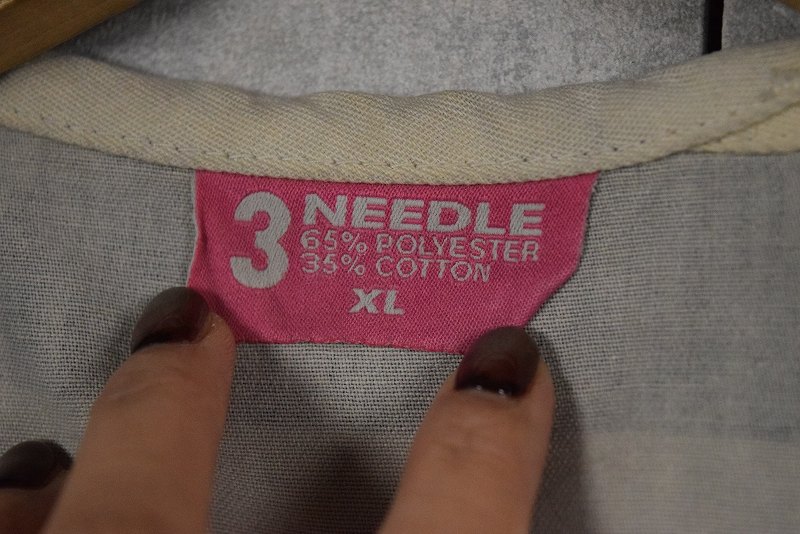 3 NEEDLE
65% POLYESTER
35% COTTON
XL